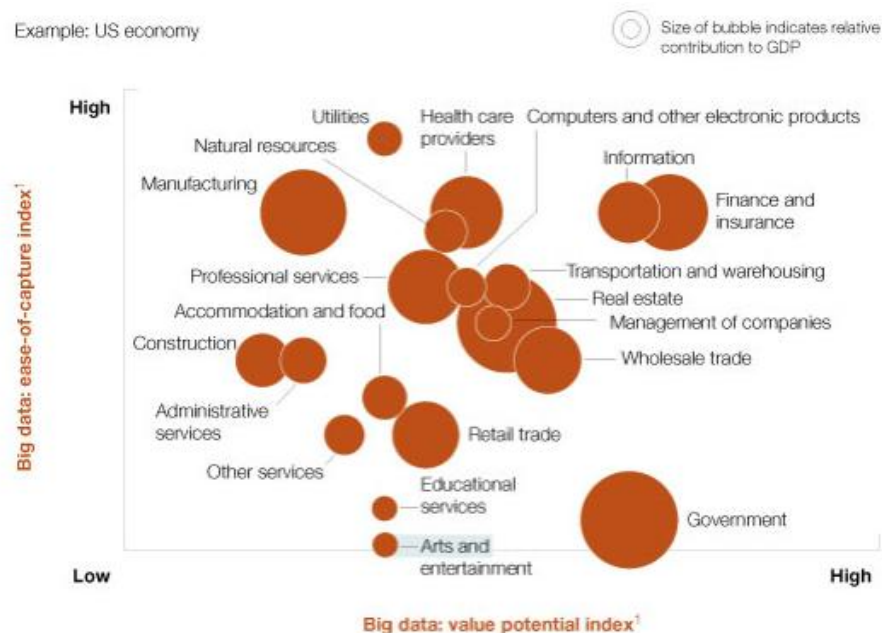 Example: US economy
Size of bubble indicates relative
contribution to GDP
High
Utilities
Health care
providers
Computers and other electronic products
Natural resources
Information
Manufacturing
Finance and
insurance
Professional services
Transportation and warehousing
Real estate
Accommodation and food
Management of companies
Construction
Wholesale trade
Administrative
services
Retail trade
Other services
Educational
services
Government
Arts and
entertainment
Low
High
Big data: ease-of-capture index¹
Big data: value potential index¹